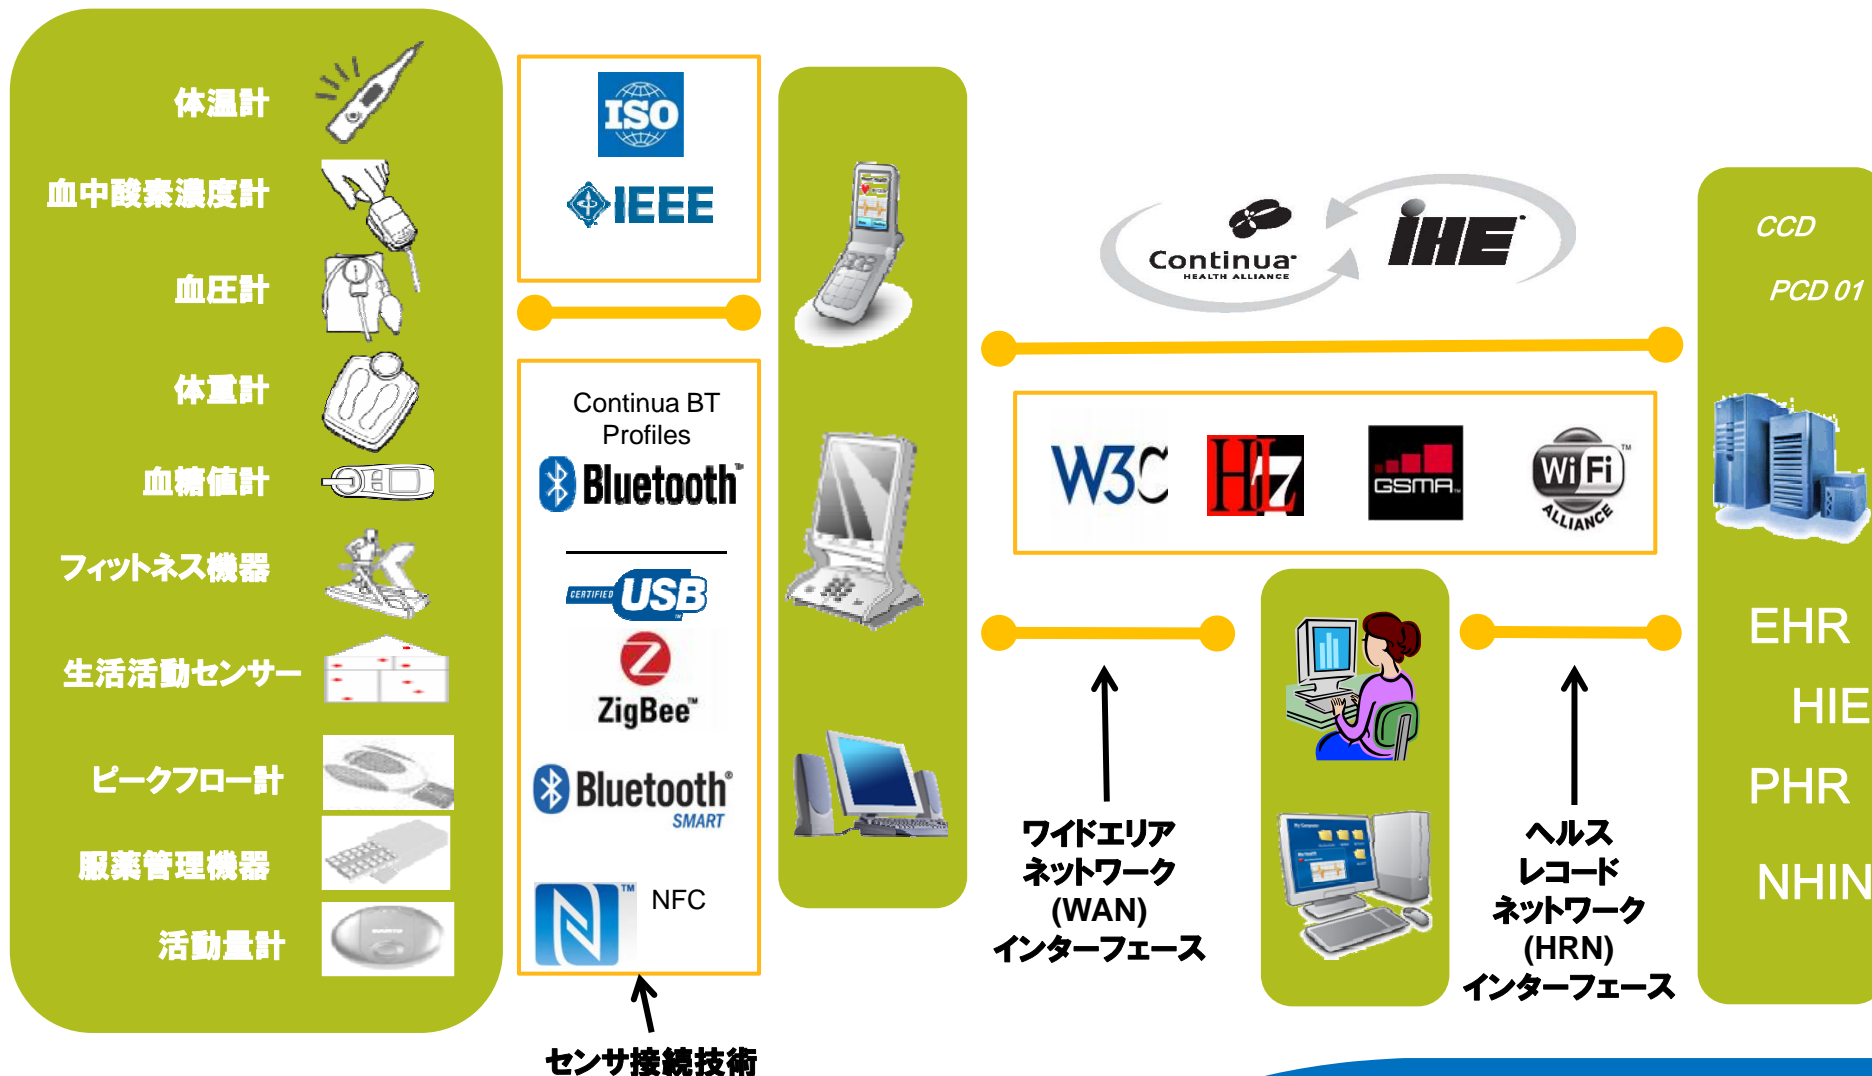 体温計
血中酸素濃度計
血圧計
体重計
血糖値計
フィットネス機器
生活活動センサー
ピークフロー計
服薬管理機器
活動量計
ISO
IEEE
Continua BT
Profiles
Bluetooth™
CERTIFIED USB
ZigBee™
Bluetooth®
SMART
NFC
センサ接続技術
Continua
HEALTH ALLIANCE
IHE
W3C
HL7
GSMA™
Wi Fi
ALLIANCE
ワイドエリア
ネットワーク
(WAN)
インターフェース
ヘルス
レコード
ネットワーク
(HRN)
インターフェース
CCD
PCD 01
EHR
HIE
PHR
NHIN